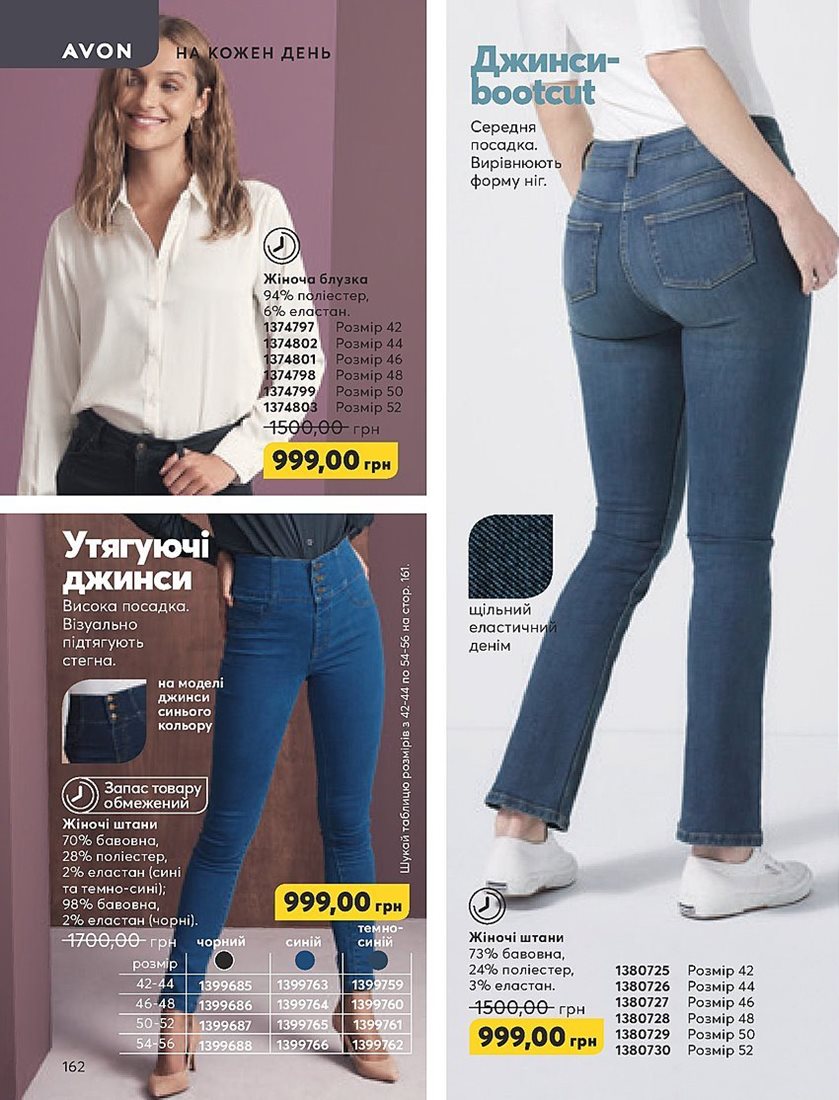 AVON
НА КОЖЕН ДЕНЬ
Жіноча блузка
94% поліестер,
6% еластан.
1374797 Розмір 42
1374802 Розмір 44
1374801 Розмір 46
1374798 Розмір 48
1374799 Розмір 50
1374803 Розмір 52
1500,00 грн
999,00 грн
Утягуючі
джинси
Висока посадка.
Візуально
підтягують
стегна.
на моделі
джинси
синього
кольору
Шукай таблицю розмірів з 42-44 по 54-56 на стор. 161.
Запас товару
обмежений
Жіночі штани
70% бавовна,
28% поліестер,
2% еластан (сині
та темно-сині);
98% бавовна,
2% еластан (чорні).
1700,00 грн
999,00 грн
розмір чорний синій темно-
синій
42-44 1399685 1399763 1399759
46-48 1399686 1399764 1399760
50-52 1399687 1399765 1399761
54-56 1399688 1399766 1399762
162
Джинси-
bootcut
Середня
посадка.
Вирівнюють
форму ніг.
щільний
еластичний
денім
Жіночі штани
73% бавовна,
24% поліестер,
3% еластан.
1500,00 грн
999,00 грн
1380725 Розмір 42
1380726 Розмір 44
1380727 Розмір 46
1380728 Розмір 48
1380729 Розмір 50
1380730 Розмір 52